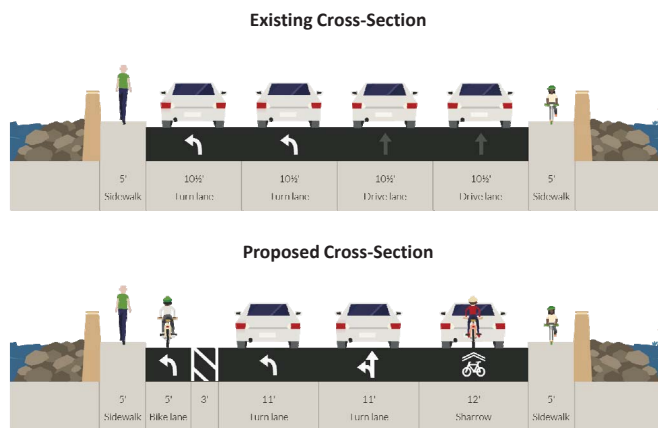 Existing Cross-Section
5' 10½' 10½' 10½' 10½' 5'
Sidewalk Turn lane Turn lane Drive lane Drive lane Sidewalk
Proposed Cross-Section
5' 5' 3' 11' 11' 12' 5'
Sidewalk Bike lane Turn lane Turn lane Sharrow Sidewalk